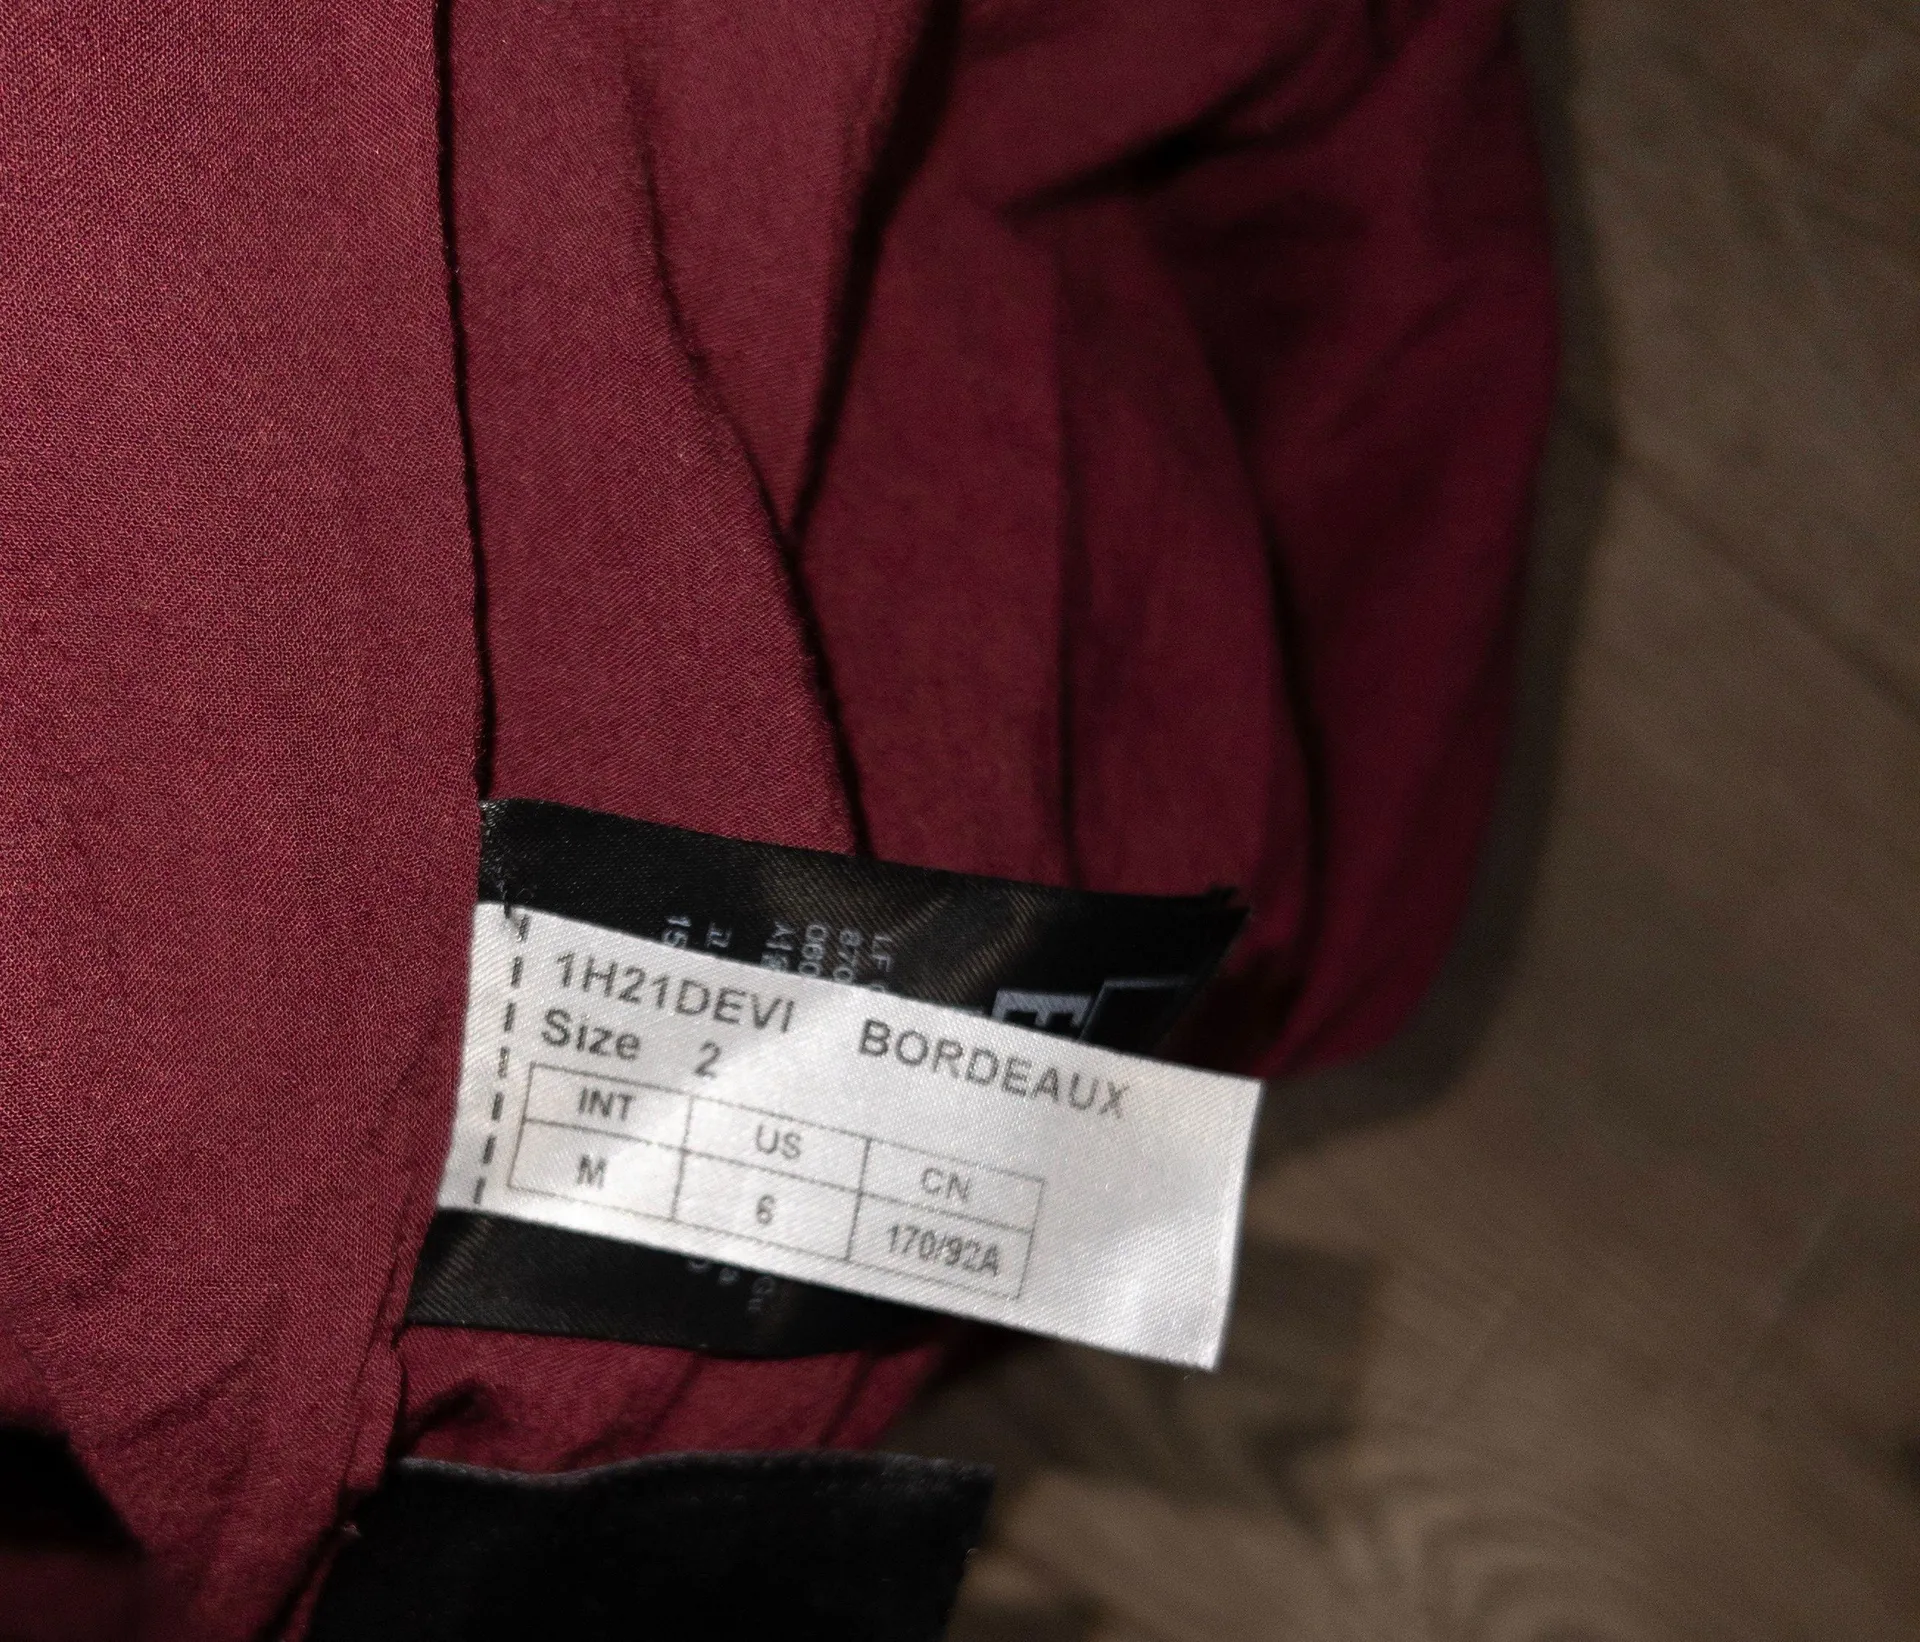 1H21DEVI BORDEAUX
Size 2
INT US CN
M 6 170/92A